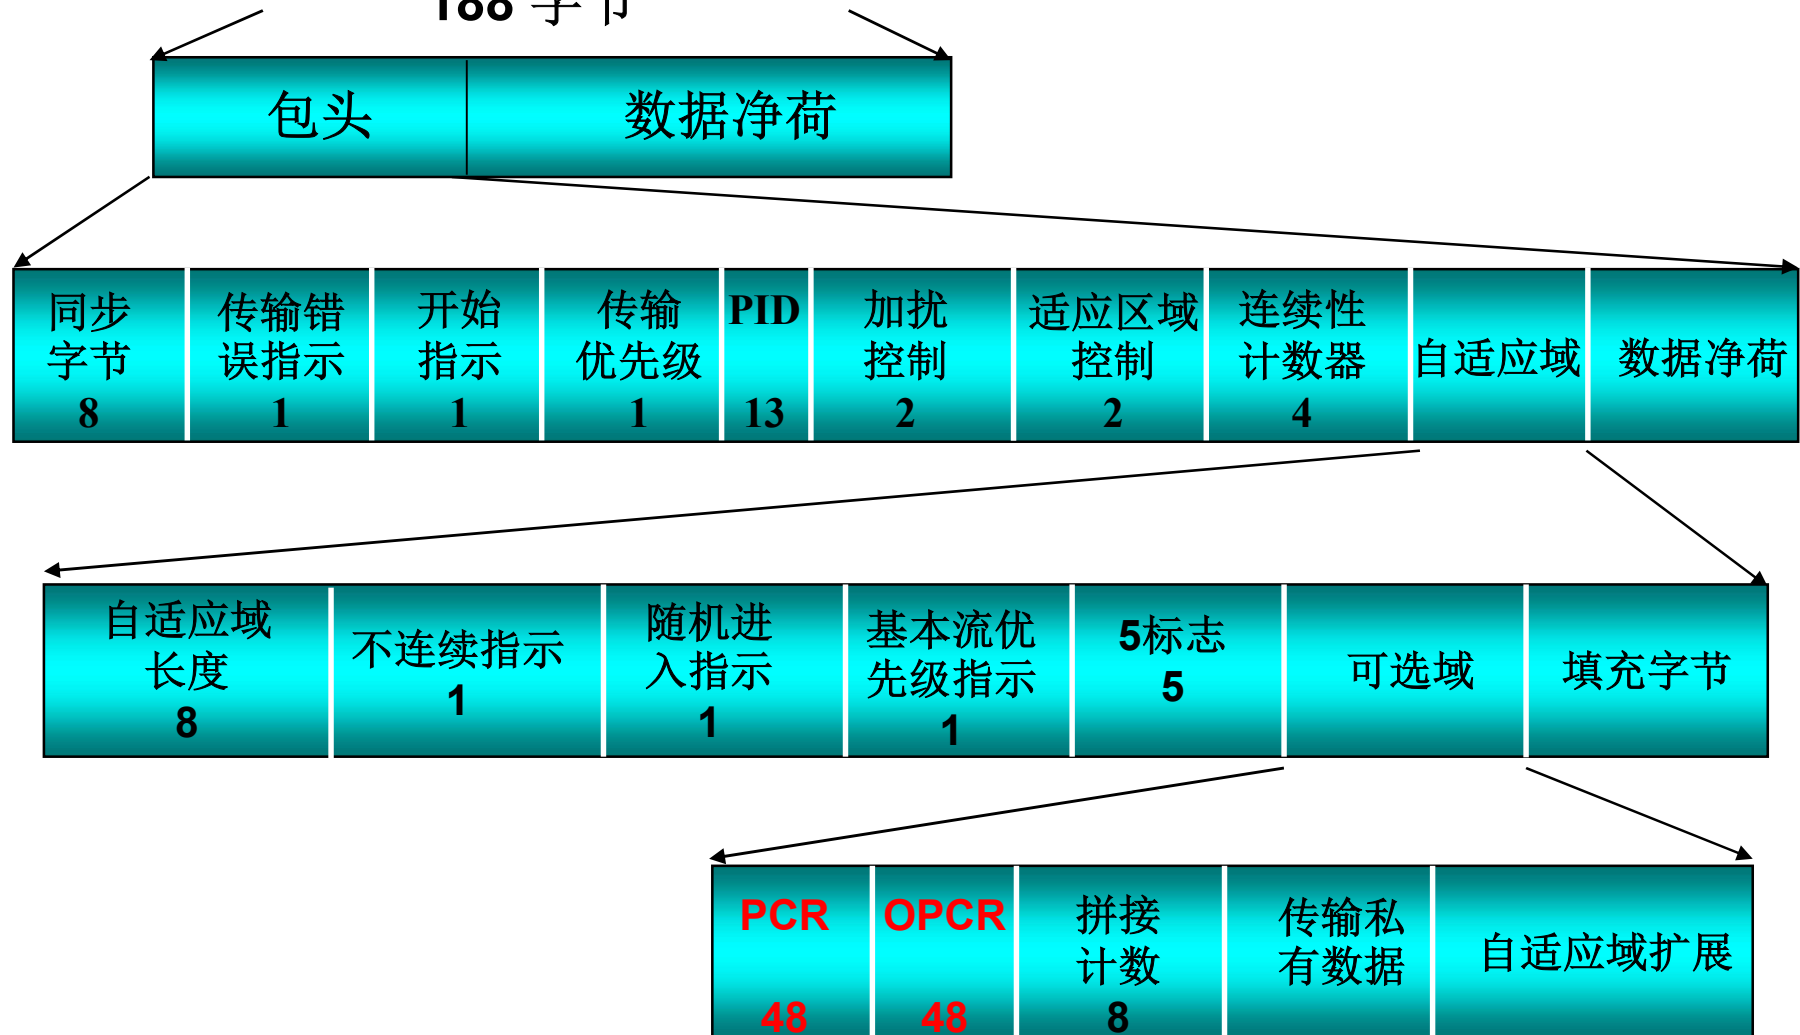 188 字节
包头 数据净荷
同步
字节
8
传输错
误指示
1
开始
指示
1
传输
优先级
1
PID
13
加扰
控制
2
适应区域
控制
2
连续性
计数器
4
自适应域
数据净荷
自适应域
长度
8
不连续指示
1
随机进
入指示
1
基本流优
先级指示
1
5标志
5
可选域
填充字节
PCR
48
OPCR
48
拼接
计数
8
传输私
有数据
自适应域扩展